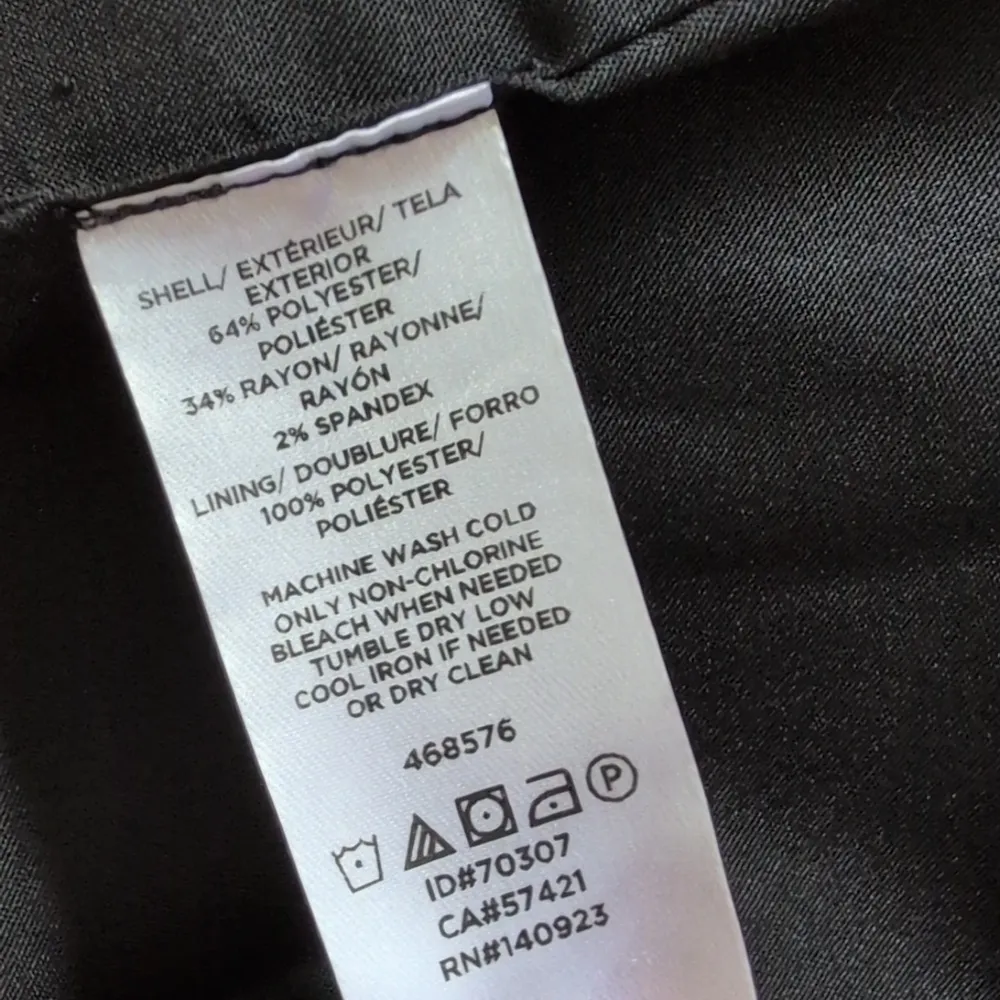 SHELL/ EXTÉRIEUR/ TELA
EXTERIOR
64% POLYESTER/
POLIÉSTER
34% RAYON/ RAYONNE/
RAYÓN
2% SPANDEX
LINING/ DOUBLURE/ FORRO
100% POLYESTER/
POLIÉSTER
MACHINE WASH COLD
ONLY NON-CHLORINE
BLEACH WHEN NEEDED
TUMBLE DRY LOW
COOL IRON IF NEEDED
OR DRY CLEAN
468576
P
ID#70307
CA#57421
RN#140923